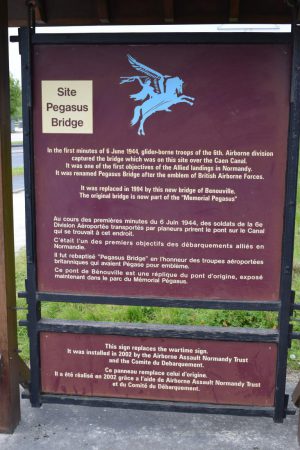 Site
Pegasus
Bridge
In the first minutes of 6 June 1944, glider-borne troops of the 6th. Airborne division
captured the bridge which was on this site over the Caen Canal.
It was one of the first objectives of the Allied landings in Normandy.
It was renamed Pegasus Bridge after the emblem of British Airborne Forces.
It was replaced in 1994 by this new bridge of Benouville.
The original bridge is now part of the "Memorial Pegasus"
Au cours des premières minutes du 6 Juin 1944, des soldats de la 6e
Division Aéroportée transportés par planeurs prirent le pont sur le Canal
qui se trouvait à cet endroit.
C'était l'un des premiers objectifs des débarquements alliés en
Normandie.
Il fut rebaptisé "Pegasus Bridge" en l'honneur des troupes aéroportées
britanniques qui avaient Pégase pour emblème.
Ce pont de Bénouville est une réplique du pont d'origine, exposé
maintenant dans le parc du Mémorial Pégasus.
This sign replaces the wartime sign.
It was installed in 2002 by the Airborne Assault Normandy Trust
and the Comite du Debarquement.
Ce panneau remplace celui d'origine.
Il a été réalisé en 2002 grâce a l'aide de Airborne Assault Normandy Trust
et du Comité du Débarquement.